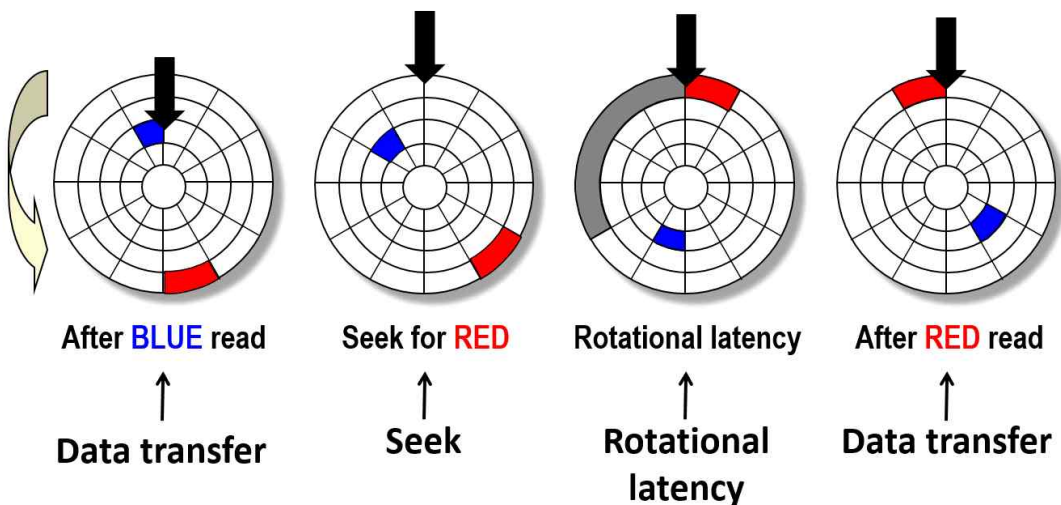 After BLUE read
Seek for RED
Rotational latency
After RED read
Data transfer
Seek
Rotational
latency
Data transfer